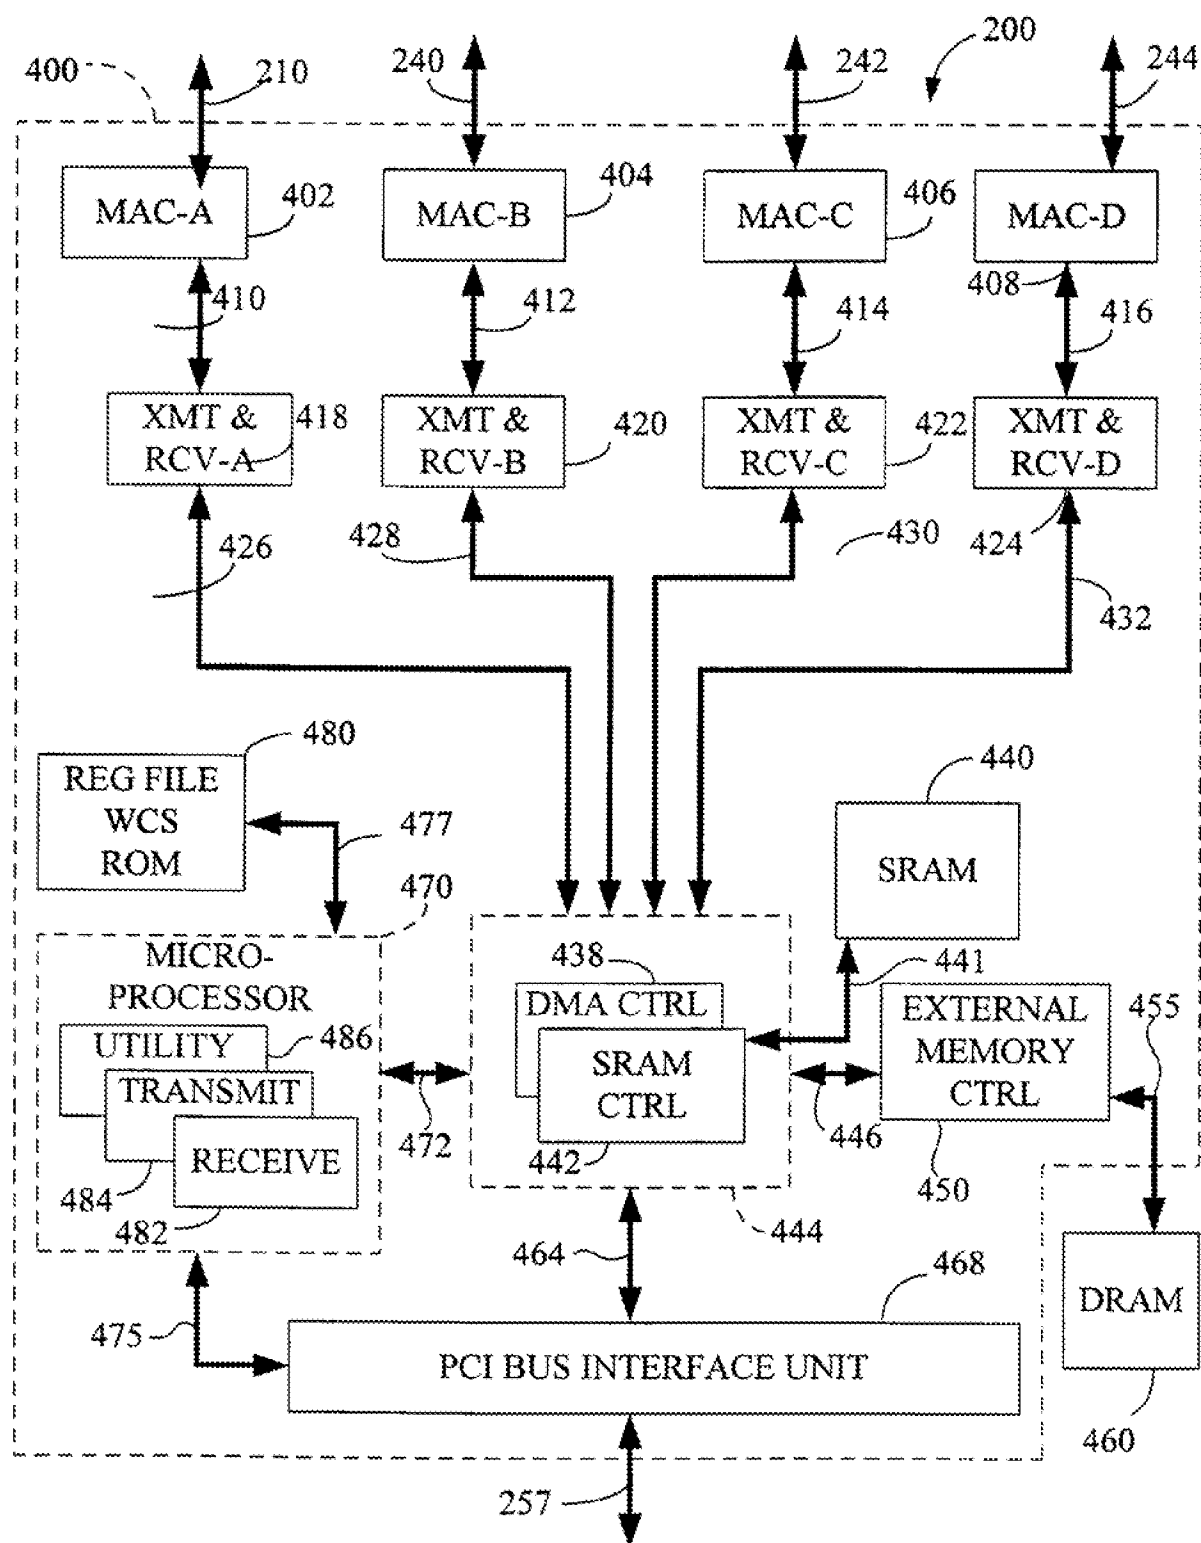 200
400
210
240
242
244
MAC-A
402
MAC-B
404
MAC-C
406
MAC-D
408
410
412
414
416
XMT &
RCV-A
418
XMT &
RCV-B
420
XMT &
RCV-C
422
XMT &
RCV-D
424
426
428
430
432
480
REG FILE
WCS
ROM
477
440
SRAM
470
MICRO-
PROCESSOR
UTILITY
486
TRANSMIT
RECEIVE
484
482
472
438
DMA CTRL
SRAM
CTRL
442
441
444
446
EXTERNAL
MEMORY
CTRL
450
455
DRAM
460
464
468
475
PCI BUS INTERFACE UNIT
257